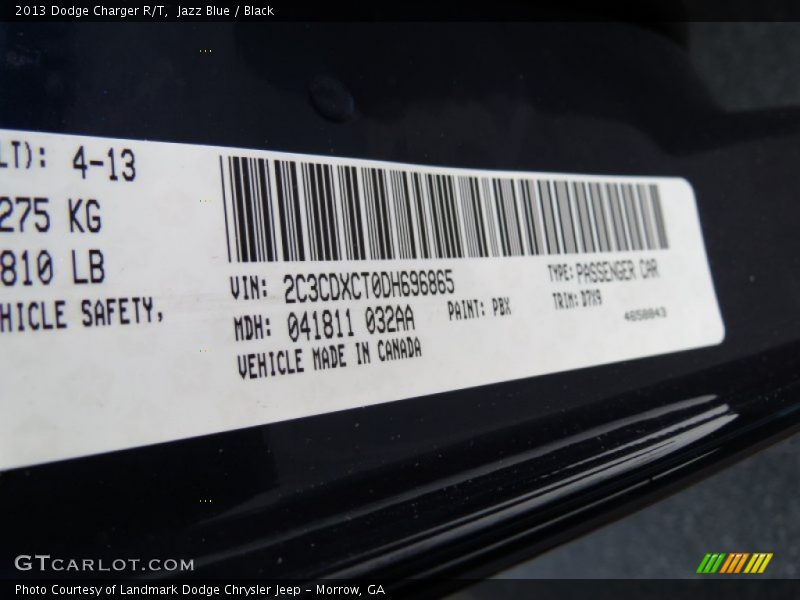 2013 Dodge Charger R/T,  Jazz Blue / Black
LT): 4-13
275 KG
810 LB
HICLE SAFETY,
VIN: 2C3CDXCT0DH696865
TYPE: PASSENGER CAR
MDH: 041811 032AA
PAINT: PBX
TRIM: D7X9
VEHICLE MADE IN CANADA
4658843
GTCARLOT.COM
Photo Courtesy of Landmark Dodge Chrysler Jeep - Morrow, GA